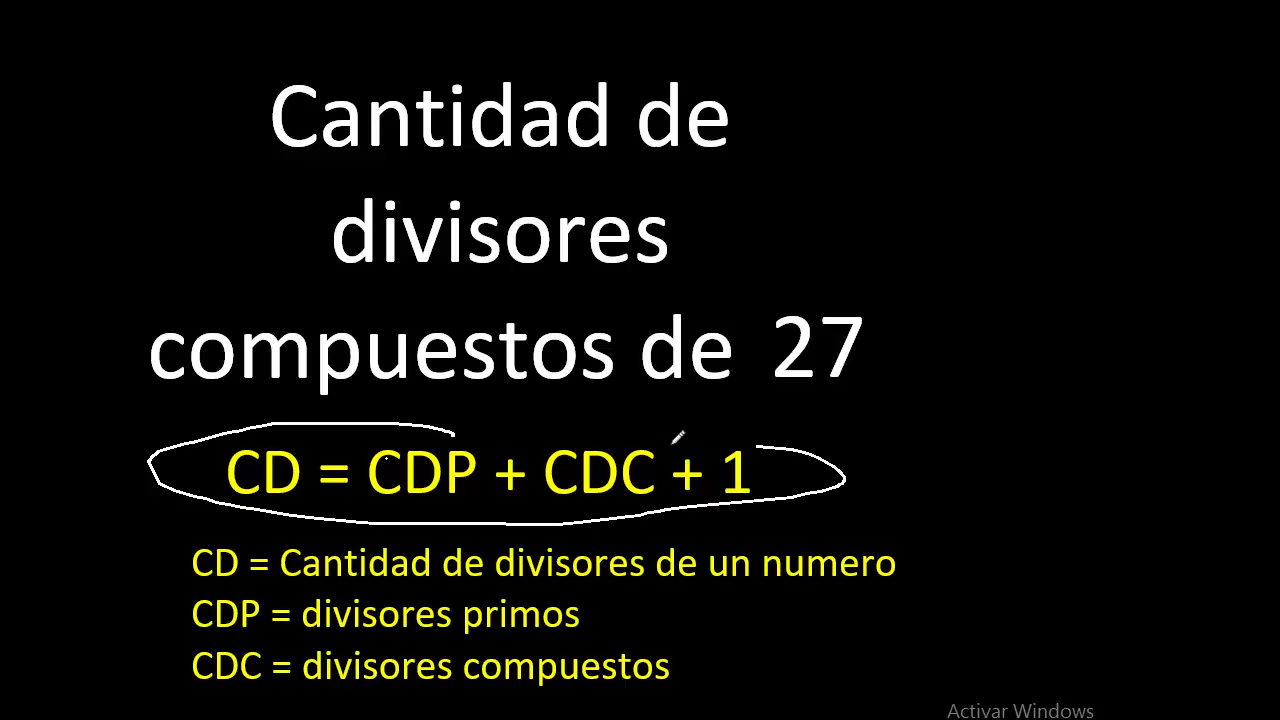 Cantidad de
divisores
compuestos de 27
CD = CDP + CDC + 1
CD = Cantidad de divisores de un numero
CDP = divisores primos
CDC = divisores compuestos
Activar Windows